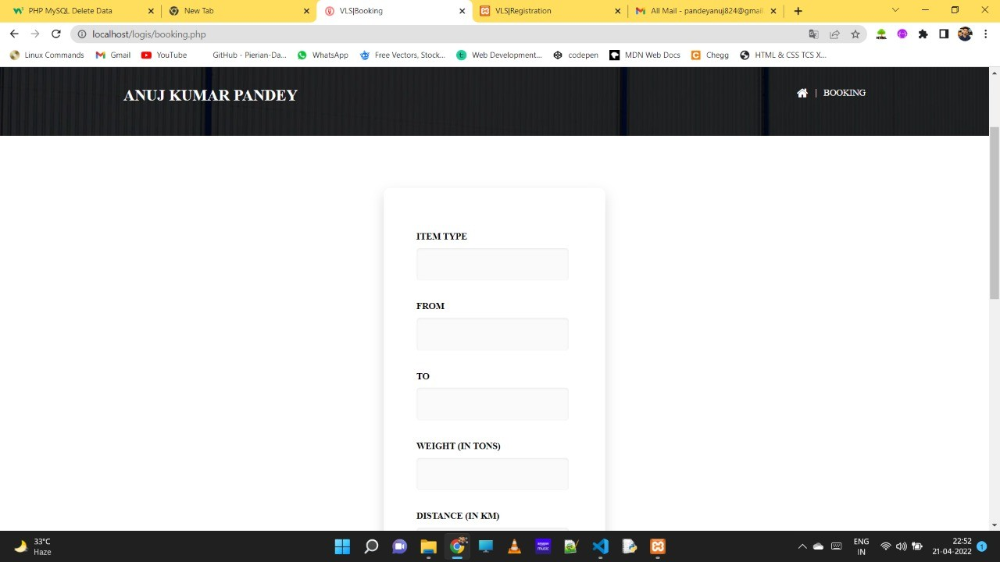 PHP MySQL Delete Data
New Tab
VLS|Booking
VLS|Registration
All Mail - pandeyanuj824@gmail
localhost/logis/booking.php
Linux Commands
Gmail
YouTube
GitHub - Pierian-Da...
WhatsApp
Free Vectors, Stock...
Web Development...
codepen
MDN Web Docs
Chegg
HTML & CSS TCS X...
ANUJ KUMAR PANDEY
| BOOKING
ITEM TYPE
FROM
TO
WEIGHT (IN TONS)
DISTANCE (IN KM)
33°C
Haze
ENG
IN
22:52
21-04-2022
1